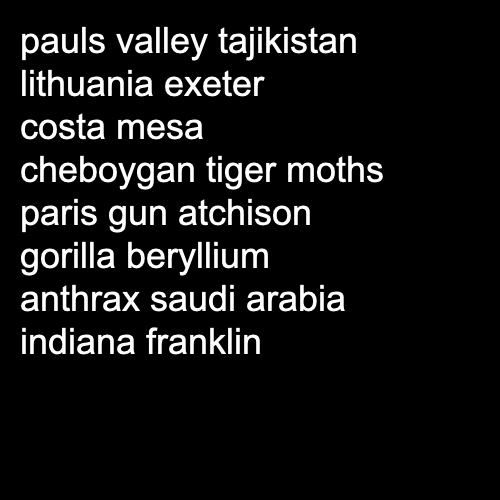 pauls valley tajikistan
lithuania exeter
costa mesa
cheboygan tiger moths
paris gun atchison
gorilla beryllium
anthrax saudi arabia
indiana franklin